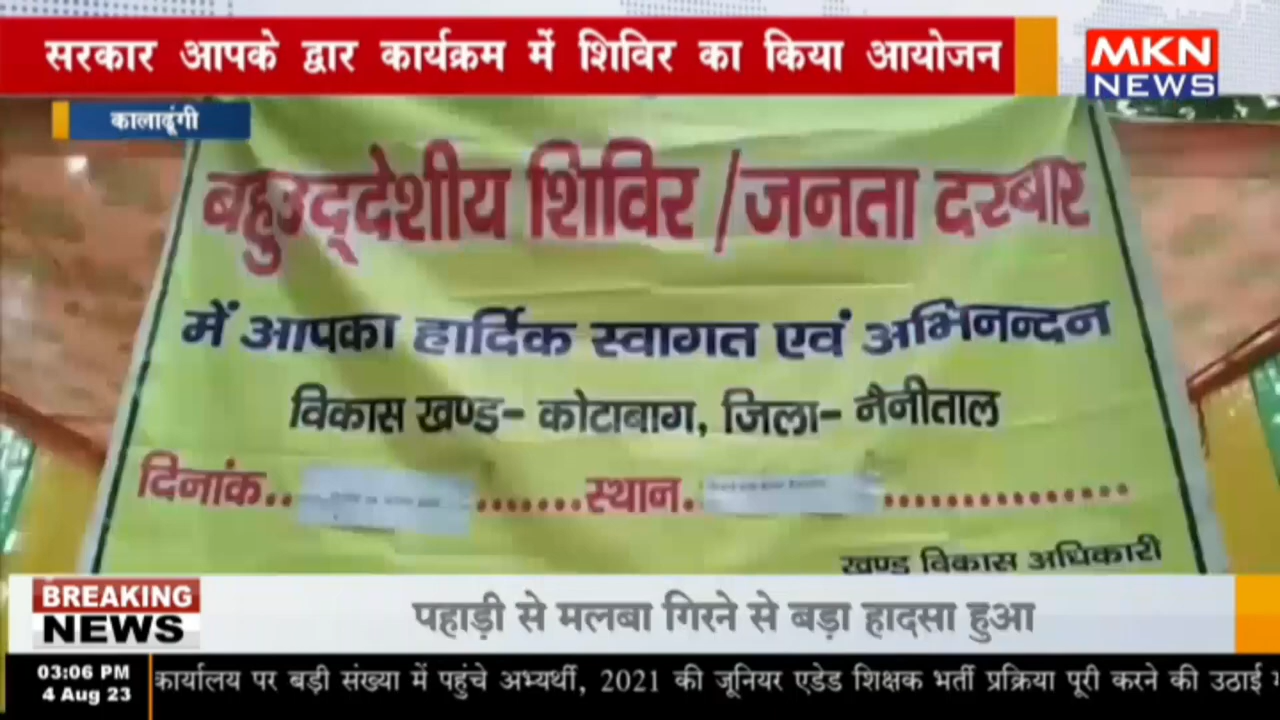 सरकार आपके द्वार कार्यक्रम में शिविर का किया आयोजन
MKN
NEWS
कालाढूंगी
बहुउद्देशीय शिविर / जनता दरबार
में आपका हार्दिक स्वागत एवं अभिनन्दन
विकास खण्ड- कोटाबाग, जिला- नैनीताल
दिनांक.. .......स्थान. ...............
खण्ड विकास अधिकारी
BREAKING
NEWS
पहाड़ी से मलबा गिरने से बड़ा हादसा हुआ
03:06 PM
4 Aug 23
कार्यालय पर बड़ी संख्या में पहुंचे अभ्यर्थी, 2021 की जूनियर एडेड शिक्षक भर्ती प्रक्रिया पूरी करने की उठाई